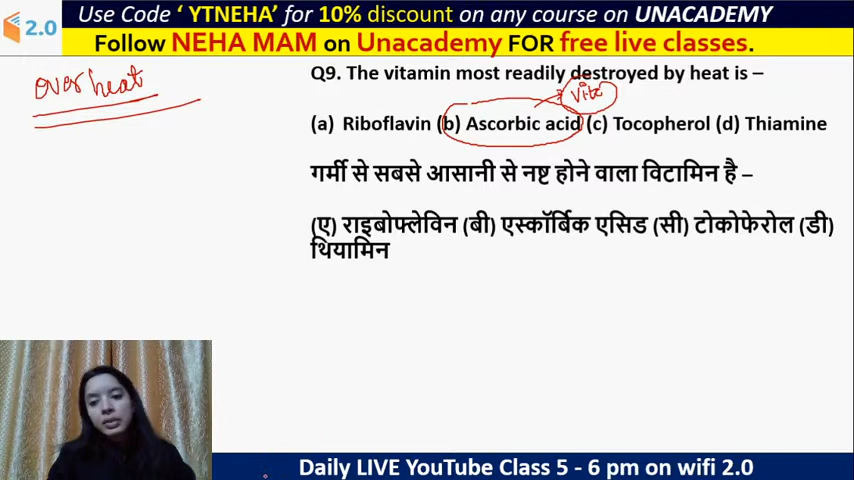 Use Code ‘ YTNEHA’ for 10% discount on any course on UNACADEMY
2.0
Follow NEHA MAM on Unacademy FOR free live classes.
over heat
Q9. The vitamin most readily destroyed by heat is –
(a) Riboflavin (b) Ascorbic acid (c) Tocopherol (d) Thiamine
गर्मी से सबसे आसानी से नष्ट होने वाला विटामिन है –
(ए) राइबोफ्लेविन (बी) एस्कॉर्बिक एसिड (सी) टोकोफेरोल (डी)
थियामिन
Daily LIVE YouTube Class 5 - 6 pm on wifi 2.0